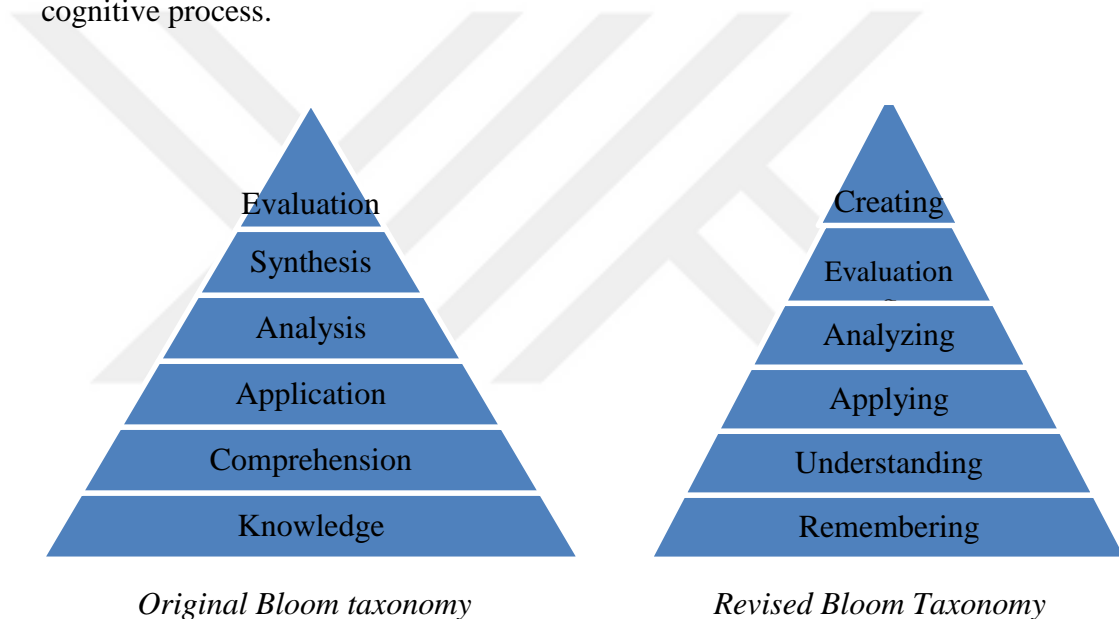 cognitive process.
Evaluation
Synthesis
Analysis
Application
Comprehension
Knowledge
Original Bloom taxonomy
Creating
Evaluation
Analyzing
Applying
Understanding
Remembering
Revised Bloom Taxonomy